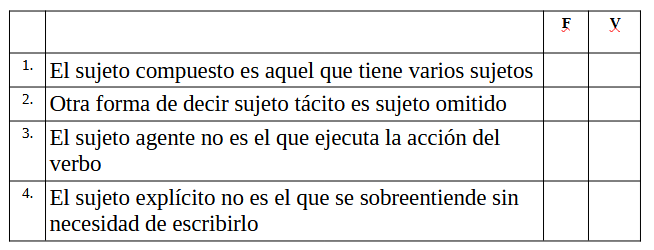 F V
1. El sujeto compuesto es aquel que tiene varios sujetos
2. Otra forma de decir sujeto tácito es sujeto omitido
3. El sujeto agente no es el que ejecuta la acción del
verbo
4. El sujeto explícito no es el que se sobreentiende sin
necesidad de escribirlo